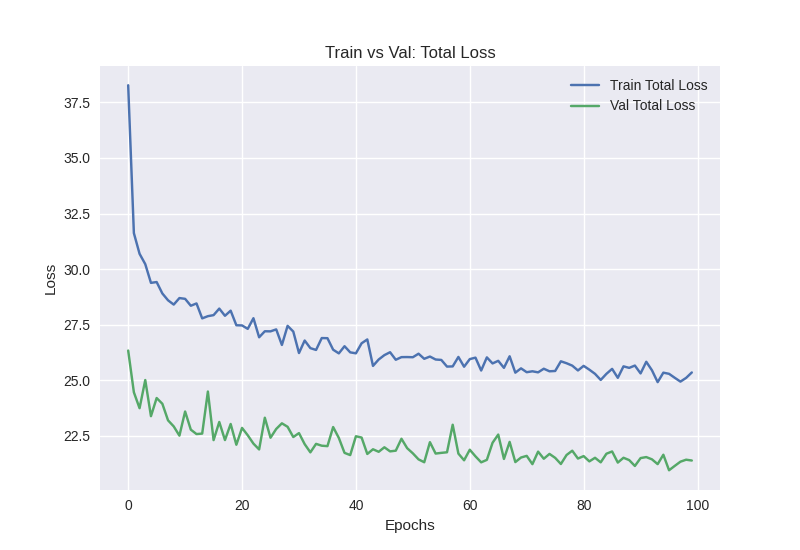 Train vs Val: Total Loss
Train Total Loss
Val Total Loss
37.5
35.0
32.5
30.0
27.5
25.0
22.5
Loss
0
20
40
60
80
100
Epochs